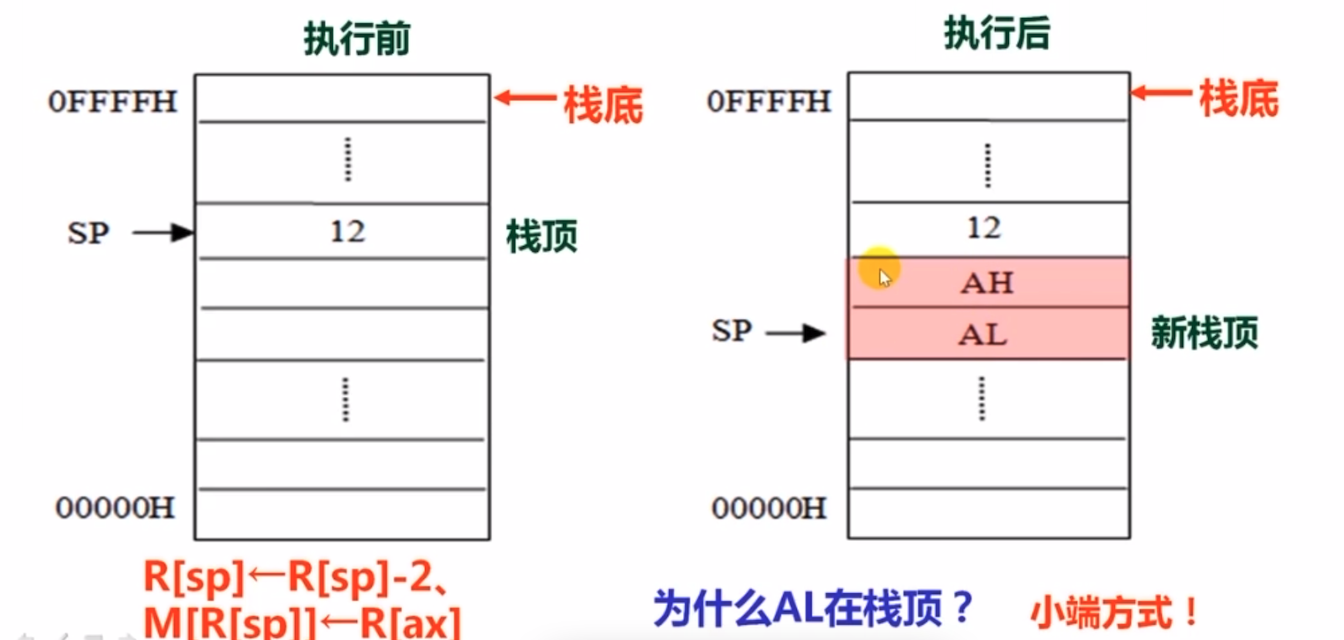 执行前
0FFFFH
栈底
SP
12
栈顶
00000H
R[sp]←R[sp]-2、
M[R[sp]]←R[ax]
执行后
0FFFFH
栈底
12
AH
SP
AL
新栈顶
00000H
为什么AL在栈顶？
小端方式！